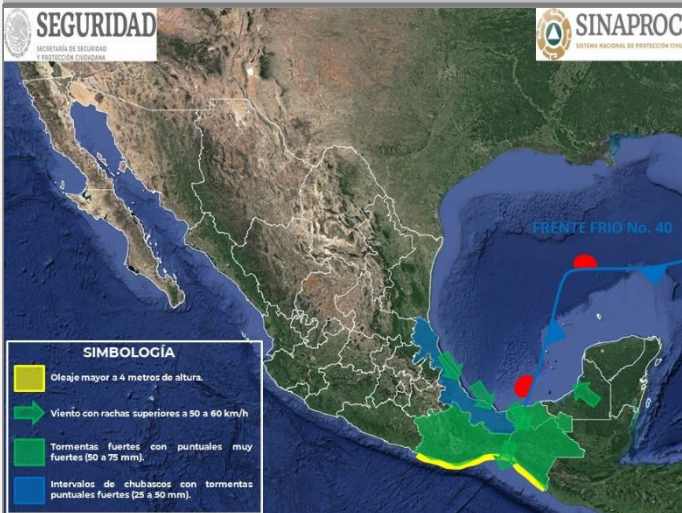 SEGURIDAD
SECRETARÍA DE SEGURIDAD
Y PROTECCIÓN CIUDADANA
SINAPROC
SISTEMA NACIONAL DE PROTECCIÓN CIVIL
FRENTE FRÍO No. 40
SIMBOLOGÍA
Oleaje mayor a 4 metros de altura.
Viento con rachas superiores a 50 a 60 km/h
Tormentas fuertes con puntuales muy
fuertes (50 a 75 mm).
Intervalos de chubascos con tormentas
puntuales fuertes (25 a 50 mm).